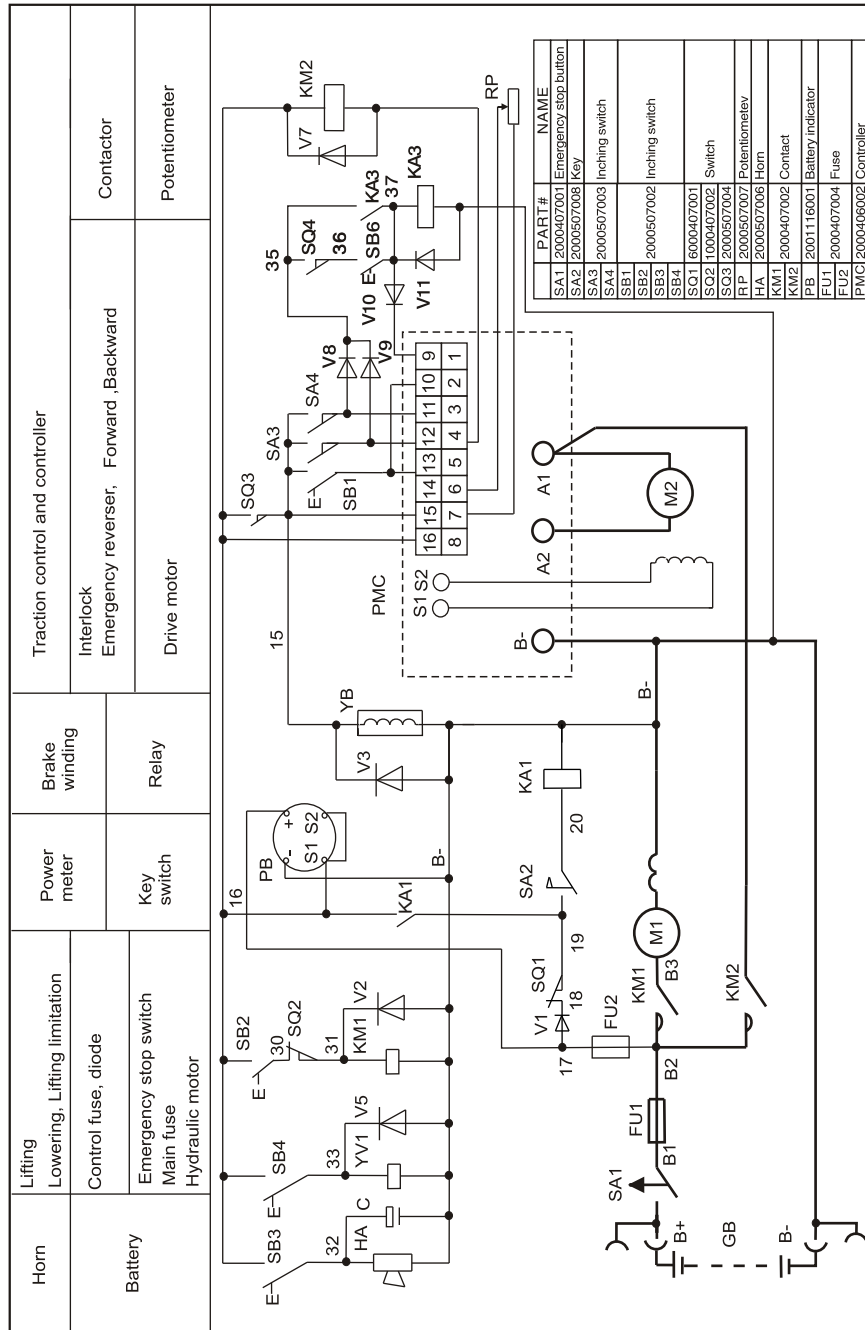 Horn
Battery
Lifting
Lowering, Lifting limitation
Control fuse, diode
Emergency stop switch
Main fuse
Hydraulic motor
Power
meter
Key
switch
Brake
winding
Relay
Traction control and controller
Interlock
Emergency reverser, Forward ,Backward
Drive motor
Contactor
Potentiometer
SB3
E
32
HA
C
SB4
E
33
YV1
V5
SB2
E
30
SQ2
31
KM1
V2
16
PB
- +
S1 S2
KA1
B-
V3
YB
15
SQ3
E
SB1
SA3
SA4
V8
V9
35
SQ4
36
E-
SB6
KA3
37
KA3
V10
V11
V7
KM2
RP
PMC
S1 S2
16 15 14 13 12 11 10 9
8 7 6 5 4 3 2 1
B-
A2
A1
M2
17
V1
18
SQ1
19
SA2
20
KA1
FU2
B-
SA1
B1
FU1
B2
KM1
B3
M1
KM2
B+
GB
B-
PART# NAME
SA1 2000407001 Emergency stop button
SA2 2000507008 Key
SA3 2000507003 Inching switch
SA4
SB1 2000507002 Inching switch
SB2
SB3
SB4
SQ1 6000407001 Switch
SQ2 1000407002
SQ3 2000507004
RP 2000507007 Potentiometev
HA 2000507006 Horn
KM1 2000407002 Contact
KM2
PB 2001116001 Battery indicator
FU1 2000407004 Fuse
FU2
PMC 2000406002 Controller